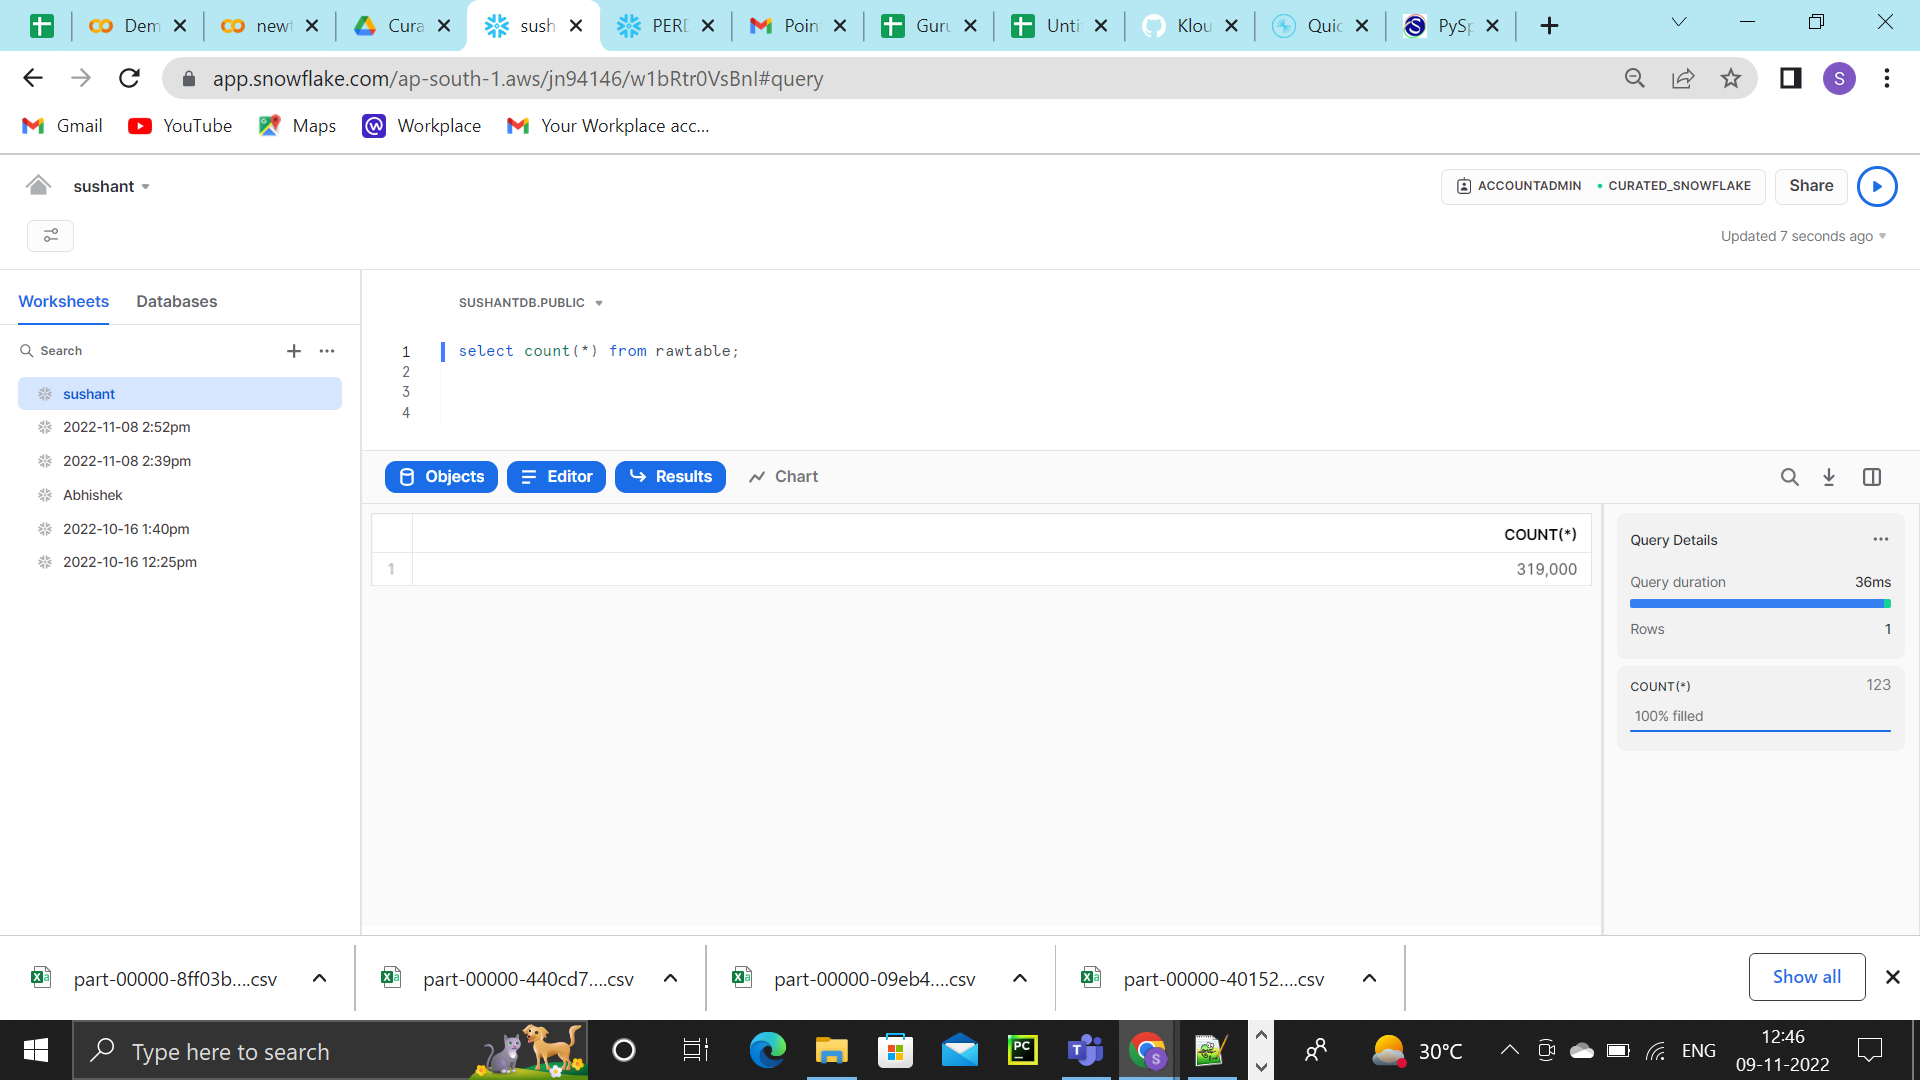 Dem
newt
Cura
sush
PERD
Poin
Guru
Unti
Klou
Quic
PySp
app.snowflake.com/ap-south-1.aws/jn94146/w1bRtr0VsBnI#query
S
Gmail
YouTube
Maps
Workplace
Your Workplace acc...
sushant
ACCOUNTADMIN
CURATED_SNOWFLAKE
Share
Updated 7 seconds ago
Worksheets
Databases
Search
sushant
2022-11-08 2:52pm
2022-11-08 2:39pm
Abhishek
2022-10-16 1:40pm
2022-10-16 12:25pm
SUSHANTDB.PUBLIC
1 select count(*) from rawtable;
2
3
4
Objects
Editor
Results
Chart
COUNT(*)
1 319,000
Query Details
Query duration 36ms
Rows 1
COUNT(*) 123
100% filled
part-00000-8ff03b....csv
part-00000-440cd7....csv
part-00000-09eb4....csv
part-00000-40152....csv
Show all
Type here to search
PC
S
30°C
ENG
12:46
09-11-2022